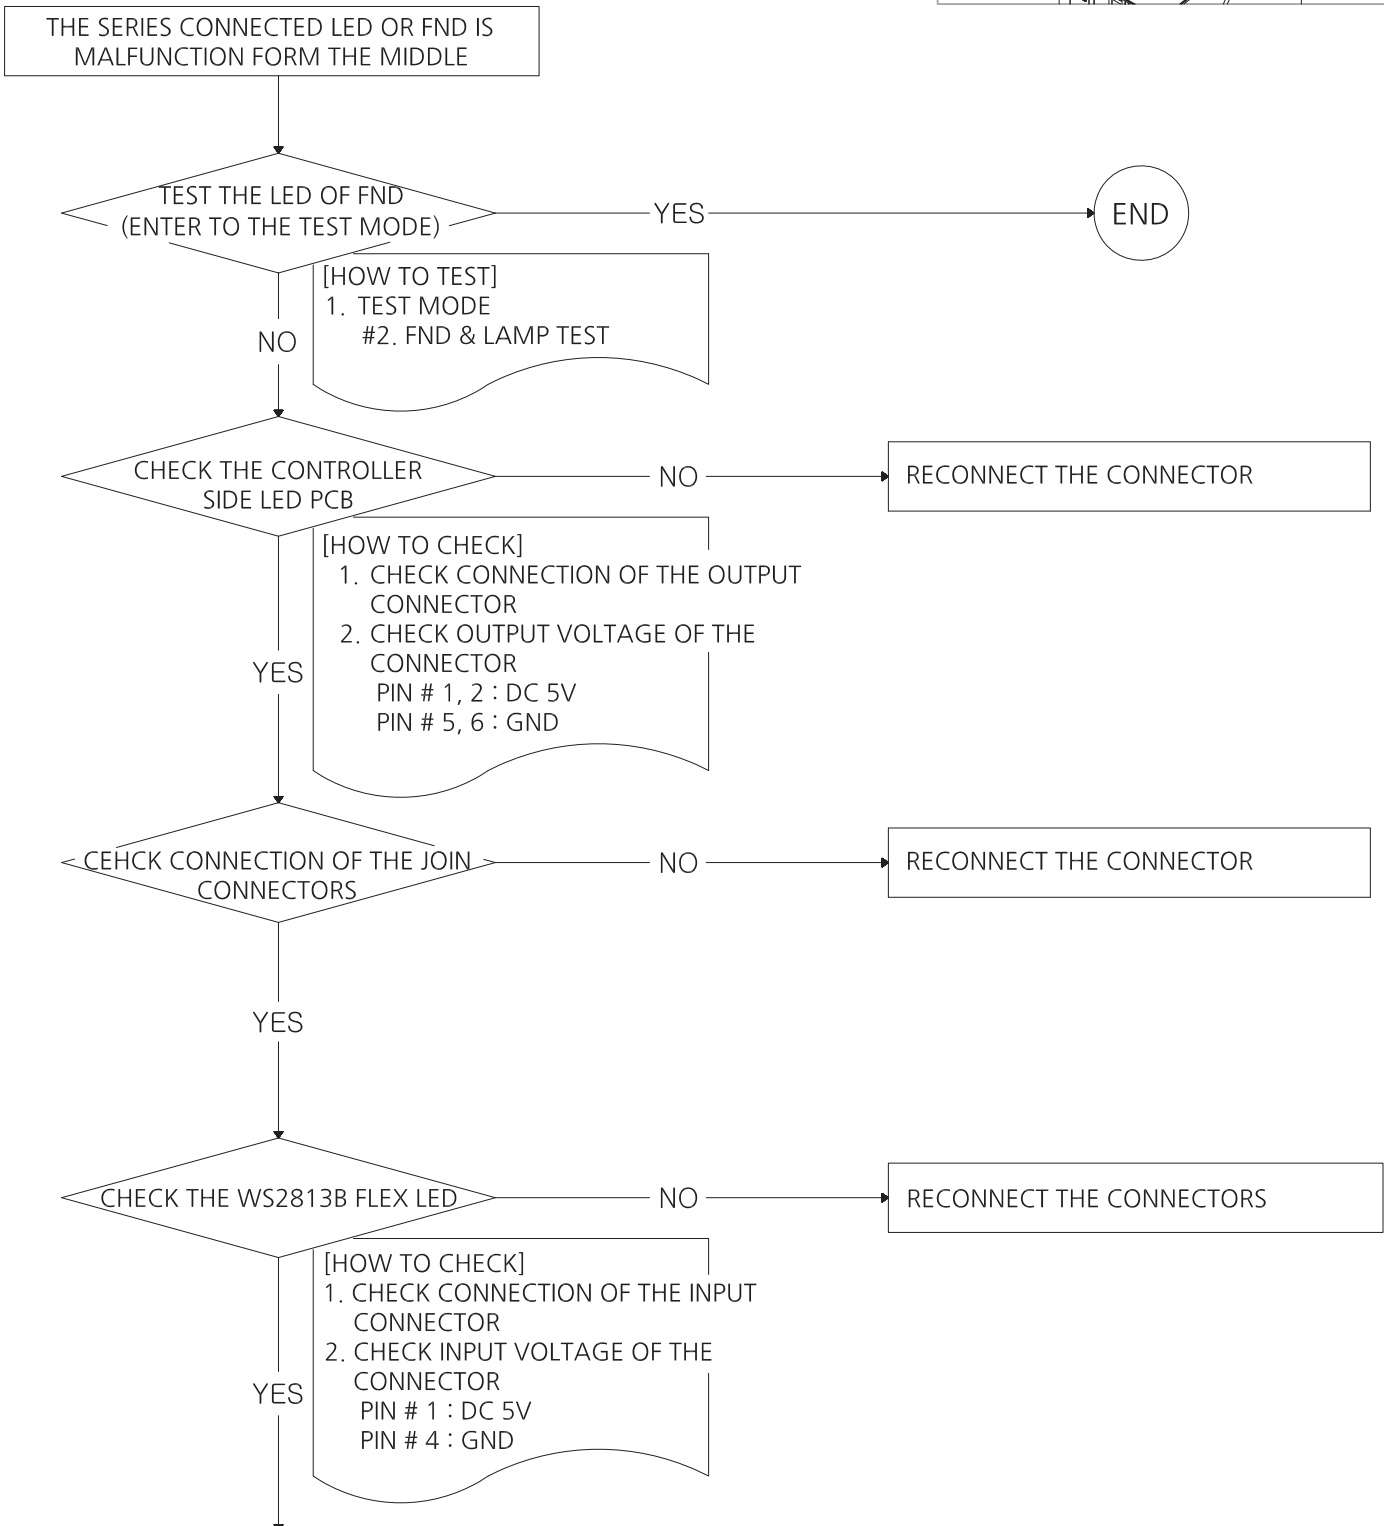 THE SERIES CONNECTED LED OR FND IS
MALFUNCTION FORM THE MIDDLE
TEST THE LED OF FND
(ENTER TO THE TEST MODE)
YES
END
[HOW TO TEST]
1. TEST MODE
#2. FND & LAMP TEST
NO
CHECK THE CONTROLLER
SIDE LED PCB
NO
RECONNECT THE CONNECTOR
[HOW TO CHECK]
1. CHECK CONNECTION OF THE OUTPUT
CONNECTOR
2. CHECK OUTPUT VOLTAGE OF THE
CONNECTOR
PIN # 1, 2 : DC 5V
PIN # 5, 6 : GND
YES
CEHCK CONNECTION OF THE JOIN
CONNECTORS
NO
RECONNECT THE CONNECTOR
YES
CHECK THE WS2813B FLEX LED
NO
RECONNECT THE CONNECTORS
[HOW TO CHECK]
1. CHECK CONNECTION OF THE INPUT
CONNECTOR
2. CHECK INPUT VOLTAGE OF THE
CONNECTOR
PIN # 1 : DC 5V
PIN # 4 : GND
YES